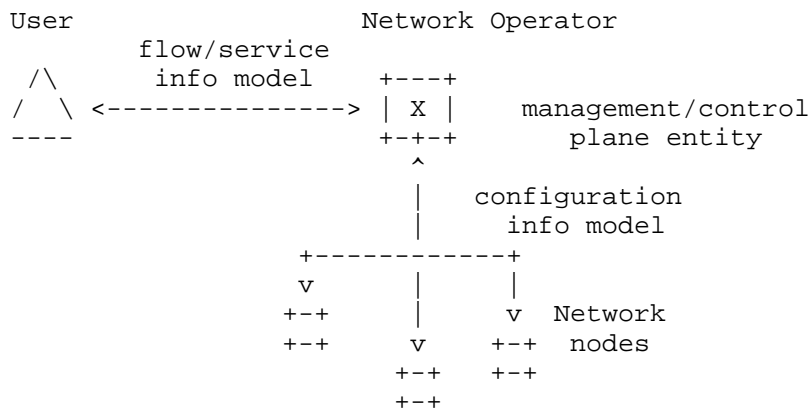 User Network Operator
flow/service
/\ info model +---+
/ \ <---------------> | X | management/control
---- +-+-+ plane entity
^
| configuration
| info model
+------------+
v | |
+-+ | v Network
+-+ v +-+ nodes
+-+ +-+
+-+